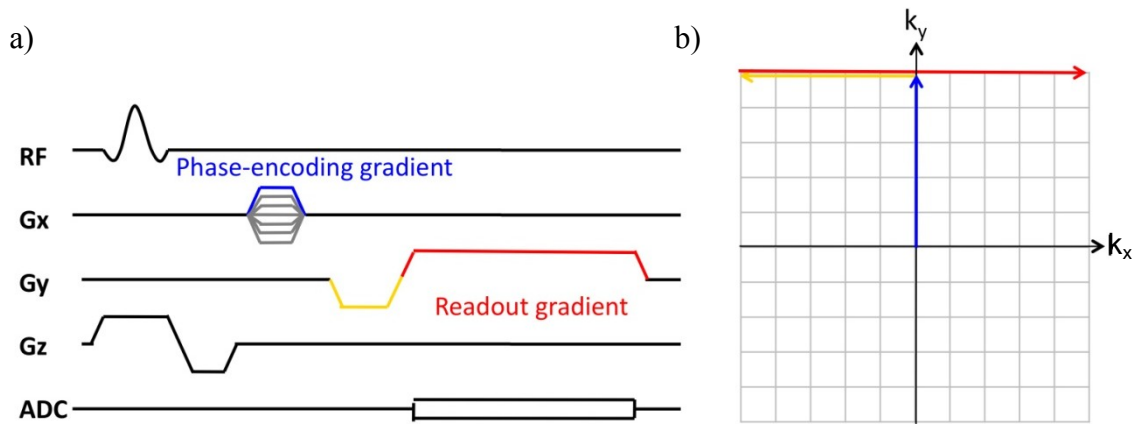 a)
RF
Phase-encoding gradient
Gx
Gy
Readout gradient
Gz
ADC
b)
ky
kx